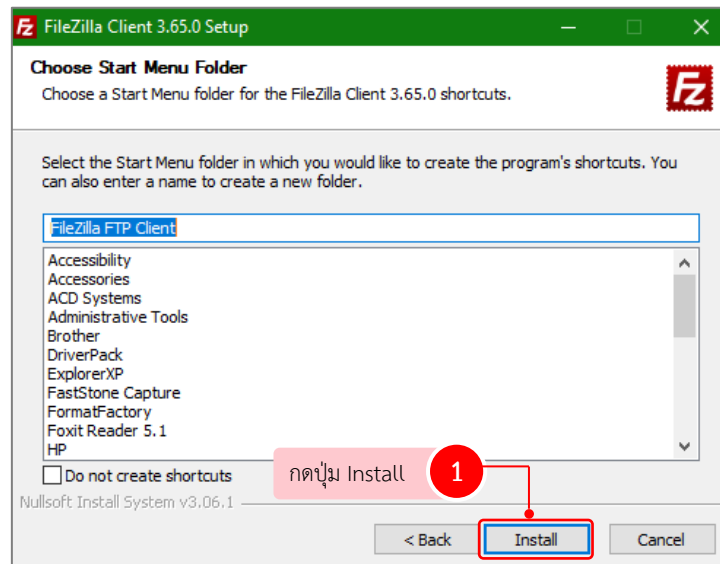 Fz FileZilla Client 3.65.0 Setup
Choose Start Menu Folder
Choose a Start Menu folder for the FileZilla Client 3.65.0 shortcuts.
Fz
Select the Start Menu folder in which you would like to create the program's shortcuts. You
can also enter a name to create a new folder.
FileZilla FTP Client
Accessibility
Accessories
ACD Systems
Administrative Tools
Brother
DriverPack
ExplorerXP
FastStone Capture
FormatFactory
Foxit Reader 5.1
HP
Do not create shortcuts
กดปุ่ม Install 1
Nullsoft Install System v3.06.1
< Back Install Cancel